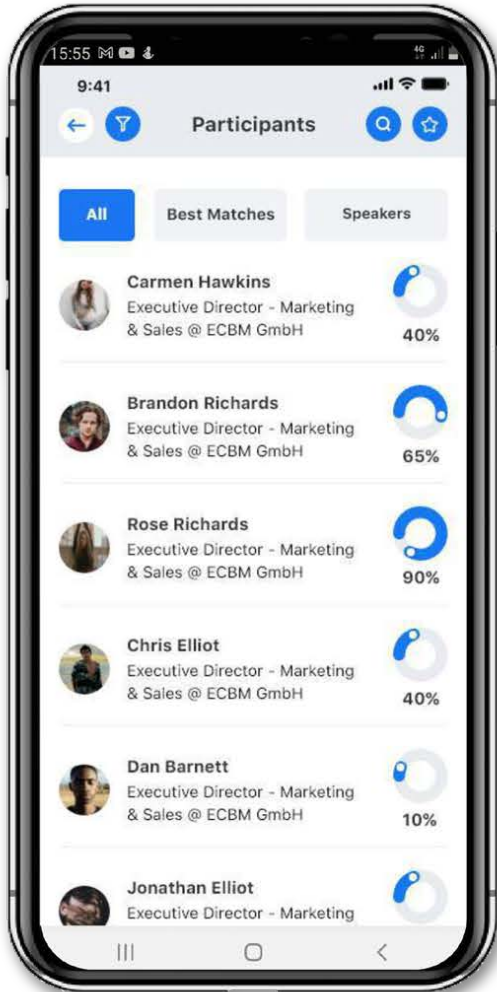 15:55
4G
9:41
Participants
All
Best Matches
Speakers
Carmen Hawkins
Executive Director - Marketing
& Sales @ ECBM GmbH
40%
Brandon Richards
Executive Director - Marketing
& Sales @ ECBM GmbH
65%
Rose Richards
Executive Director - Marketing
& Sales @ ECBM GmbH
90%
Chris Elliot
Executive Director - Marketing
& Sales @ ECBM GmbH
40%
Dan Barnett
Executive Director - Marketing
& Sales @ ECBM GmbH
10%
Jonathan Elliot
Executive Director - Marketing